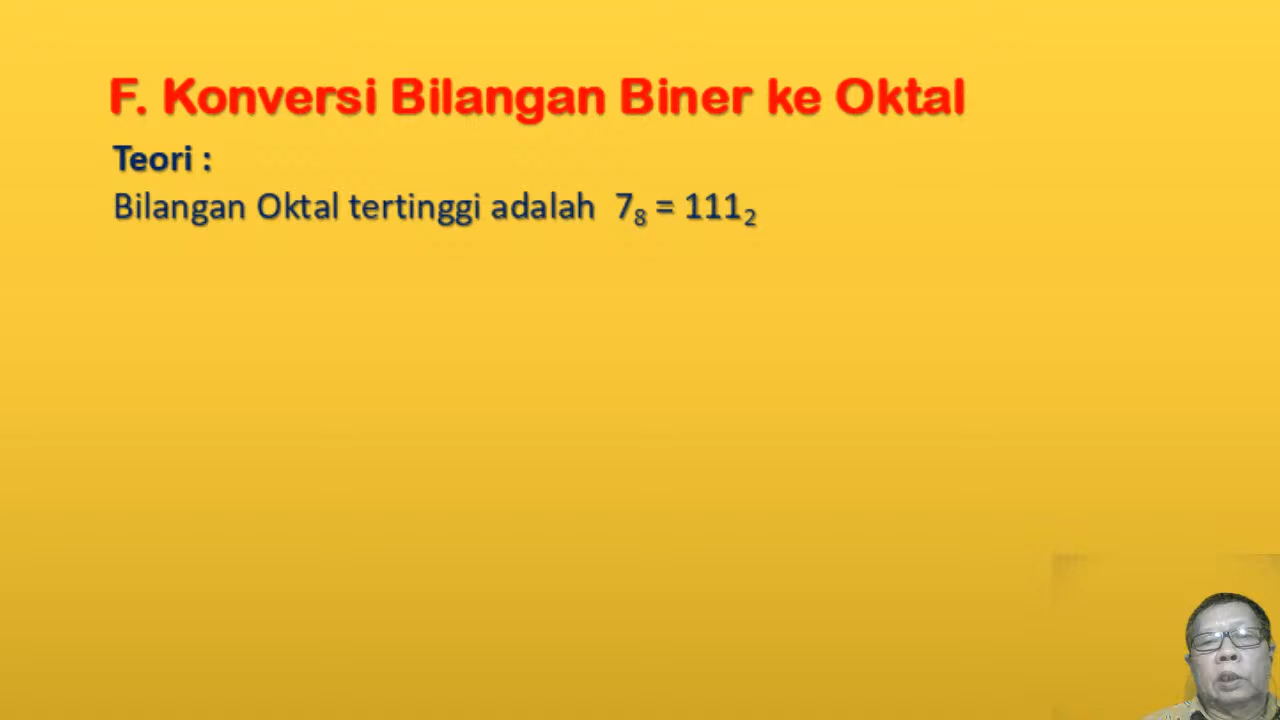 F. Konversi Bilangan Biner ke Oktal
Teori :
Bilangan Oktal tertinggi adalah 7₈ = 111₂